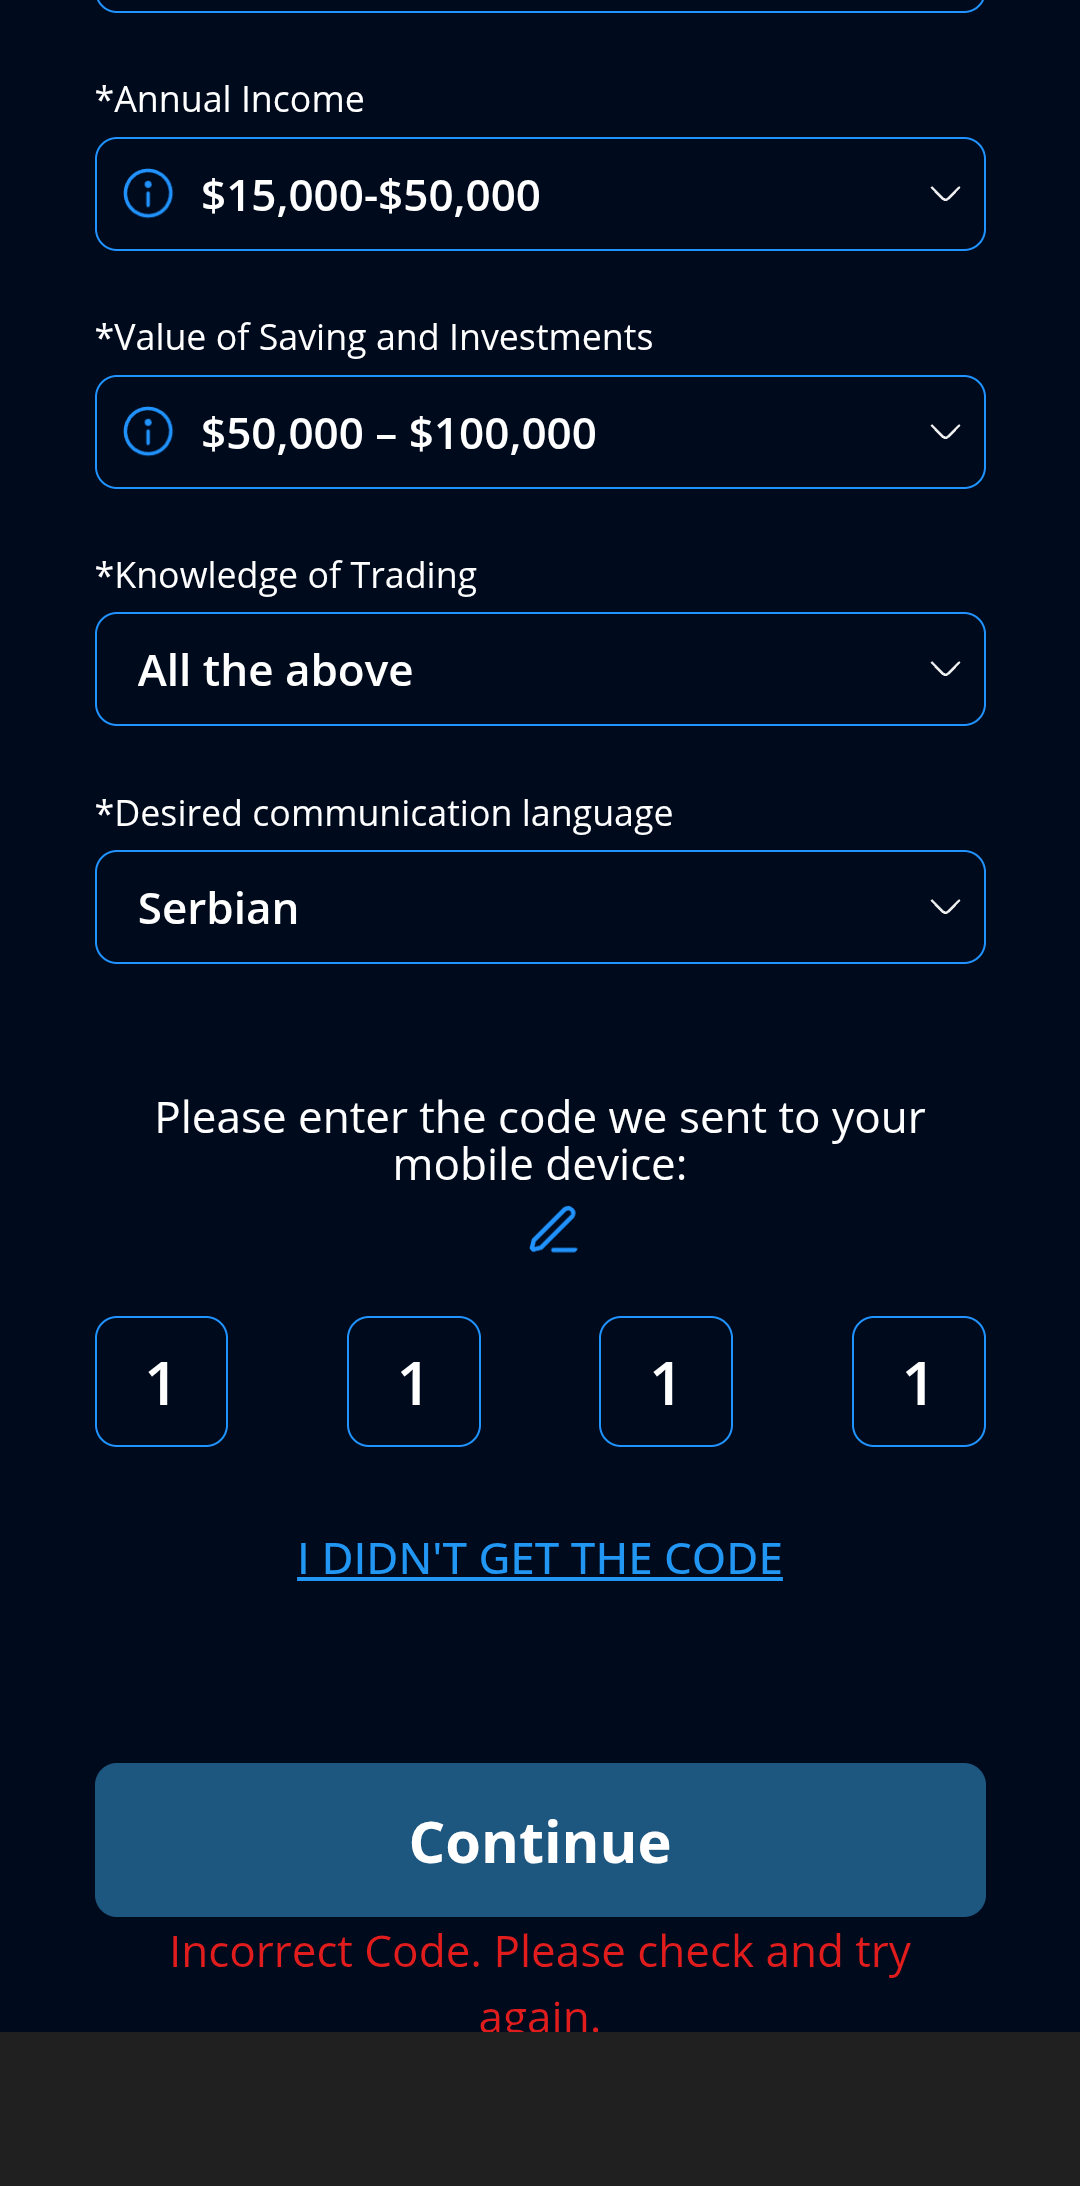 *Annual Income
$15,000-$50,000
*Value of Saving and Investments
$50,000 – $100,000
*Knowledge of Trading
All the above
*Desired communication language
Serbian
Please enter the code we sent to your
mobile device:
1 1 1 1
I DIDN'T GET THE CODE
Continue
Incorrect Code. Please check and try
again.